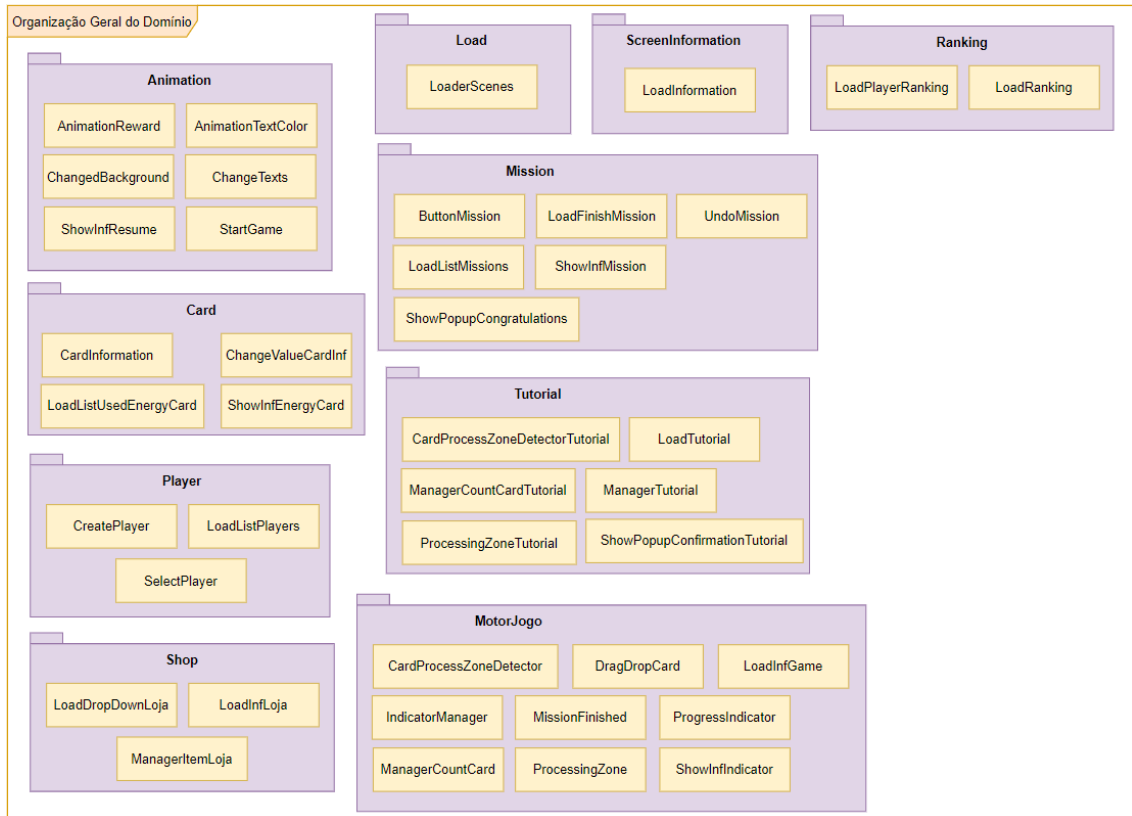 Organização Geral do Domínio
Animation
AnimationReward
AnimationTextColor
ChangedBackground
ChangeTexts
ShowInfResume
StartGame
Load
LoaderScenes
ScreenInformation
LoadInformation
Ranking
LoadPlayerRanking
LoadRanking
Mission
ButtonMission
LoadFinishMission
UndoMission
LoadListMissions
ShowInfMission
ShowPopupCongratulations
Card
CardInformation
ChangeValueCardInf
LoadListUsedEnergyCard
ShowInfEnergyCard
Tutorial
CardProcessZoneDetectorTutorial
LoadTutorial
ManagerCountCardTutorial
ManagerTutorial
ProcessingZoneTutorial
ShowPopupConfirmationTutorial
Player
CreatePlayer
LoadListPlayers
SelectPlayer
Shop
LoadDropDownLoja
LoadInfLoja
ManagerItemLoja
MotorJogo
CardProcessZoneDetector
DragDropCard
LoadInfGame
IndicatorManager
MissionFinished
ProgressIndicator
ManagerCountCard
ProcessingZone
ShowInfIndicator